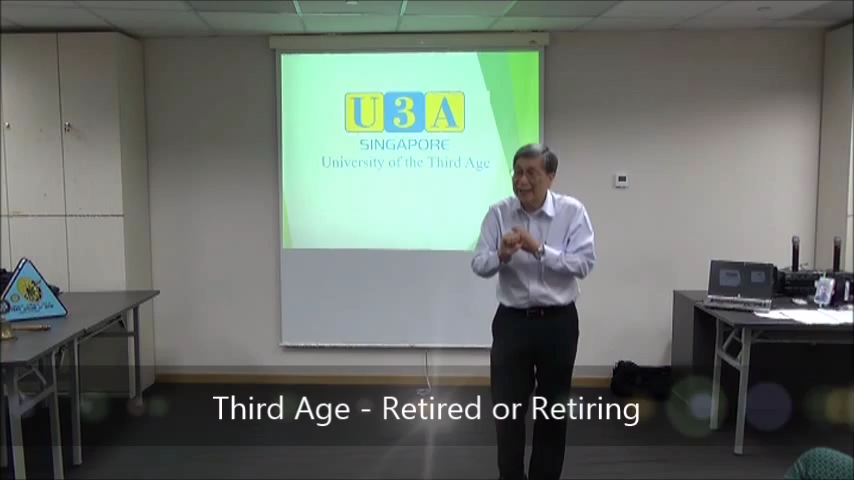 U3A
SINGAPORE
University of the Third Age
Third Age - Retired or Retiring